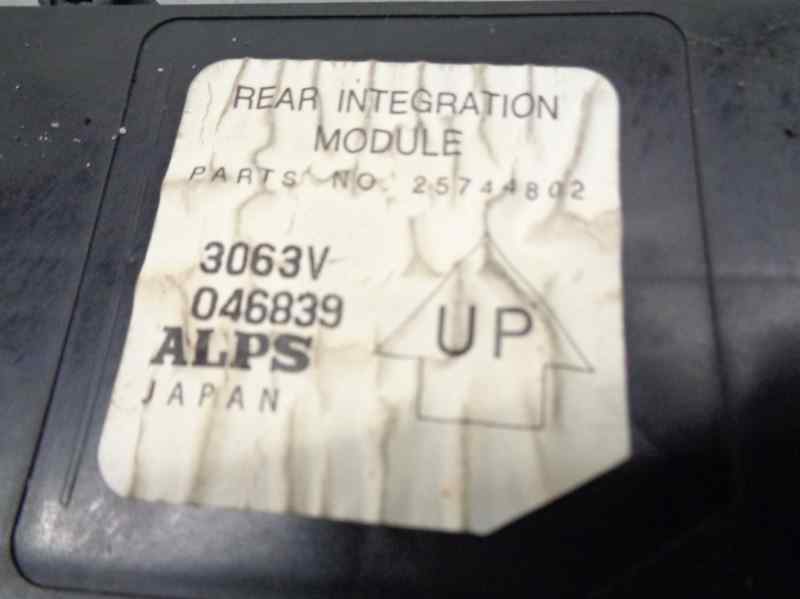 REAR INTEGRATION
MODULE
PARTS NO. 25744802
3063V
046839
ALPS
JAPAN
UP